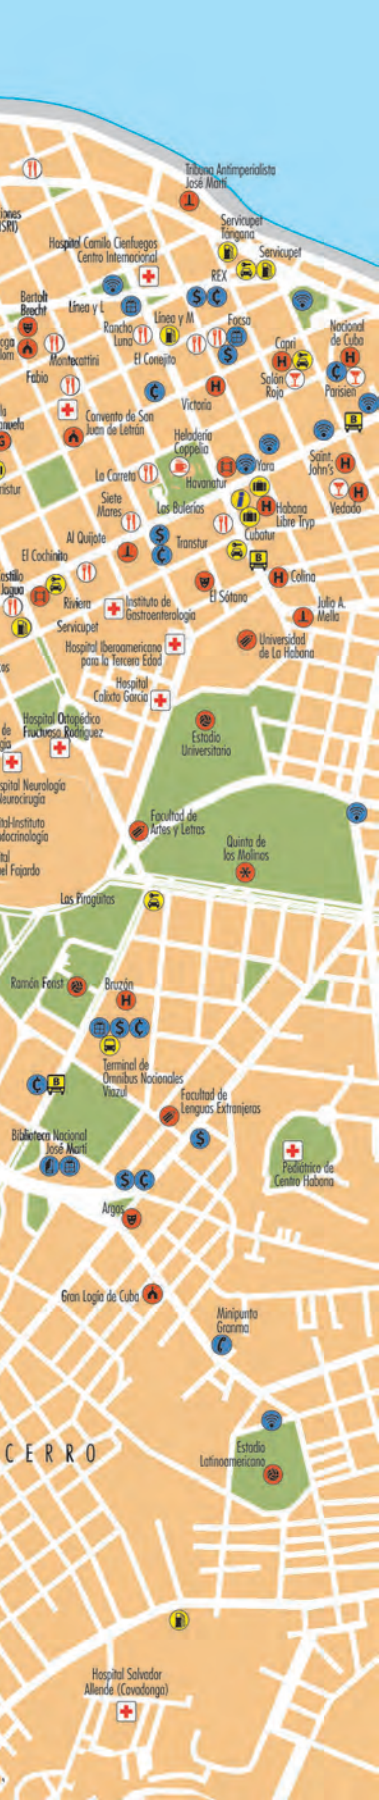 Tribuna Antimperialista
José Martí
Servicupet
Tángana
Servicupet
Hospital Camilo Cienfuegos
Centro Internacional
REX
Bertolt
Brecht
Línea y L
Rancho
Luna
Línea y M
Focsa
Nacional
de Cuba
Montecattini
El Conejito
Capri
Fabio
Salón
Rojo
Parisien
Victoria
Convento de San
Juan de Letrán
Heladería
Coppelia
La Carreta
Havanatur
Yara
Saint.
John's
Siete
Mares
Las Bulerías
Habana
Libre Tryp
Vedado
Al Quijote
Transtur
Cubatur
El Cochinito
Colina
Riviera
Instituto de
Gastroenterología
El Sótano
Julio A.
Mella
Servicupet
Hospital Iberoamericano
para la Tercera Edad
Universidad
de La Habana
Hospital
Calixto García
Hospital Ortopédico
Fructuoso Rodríguez
Estadio
Universitario
Facultad de
Artes y Letras
Quinta de
los Molinos
Las Piragüitas
Ramón Fonst
Bruzón
Terminal de
Omnibus Nacionales
Viazul
B
Facultad de
Lenguas Extranjeras
Biblioteca Nacional
José Martí
Pediátrico de
Centro Habana
Argos
Gran Logia de Cuba
Minipunto
Granma
CERRO
Estadio
Latinoamericano
Hospital Salvador
Allende (Covadonga)